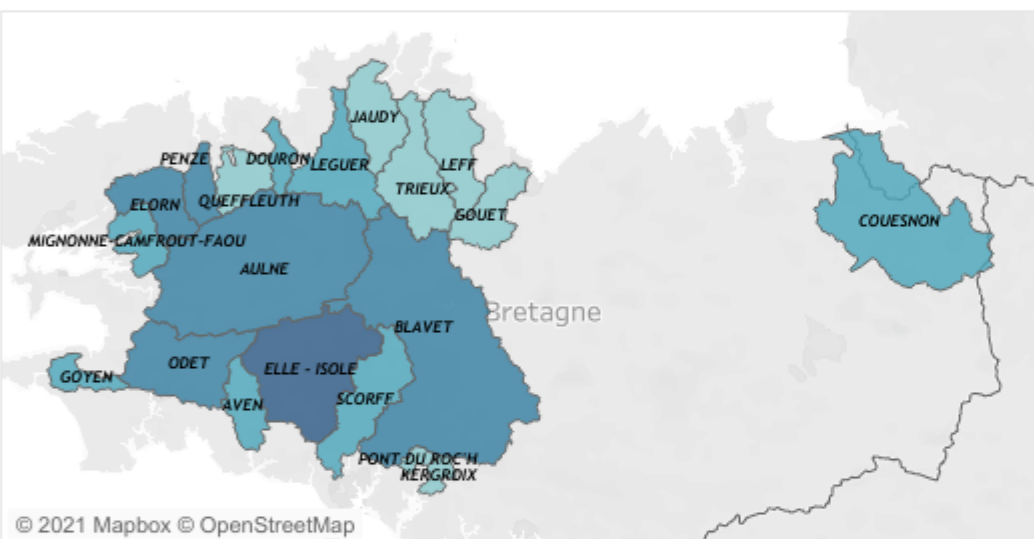 JAUDY
PENZE
DOURON
LEGUER
LEFF
TRIEUX
ELORN
QUEFFLEUTH
GOUET
COUESNON
MIGNONNE-CAMFROUT-FAOU
AULNE
Bretagne
BLAVET
ODET
ELLE - ISOLE
GOYEN
AVEN
SCORFF
PONT DU ROC'H
KERGROIX
© 2021 Mapbox © OpenStreetMap